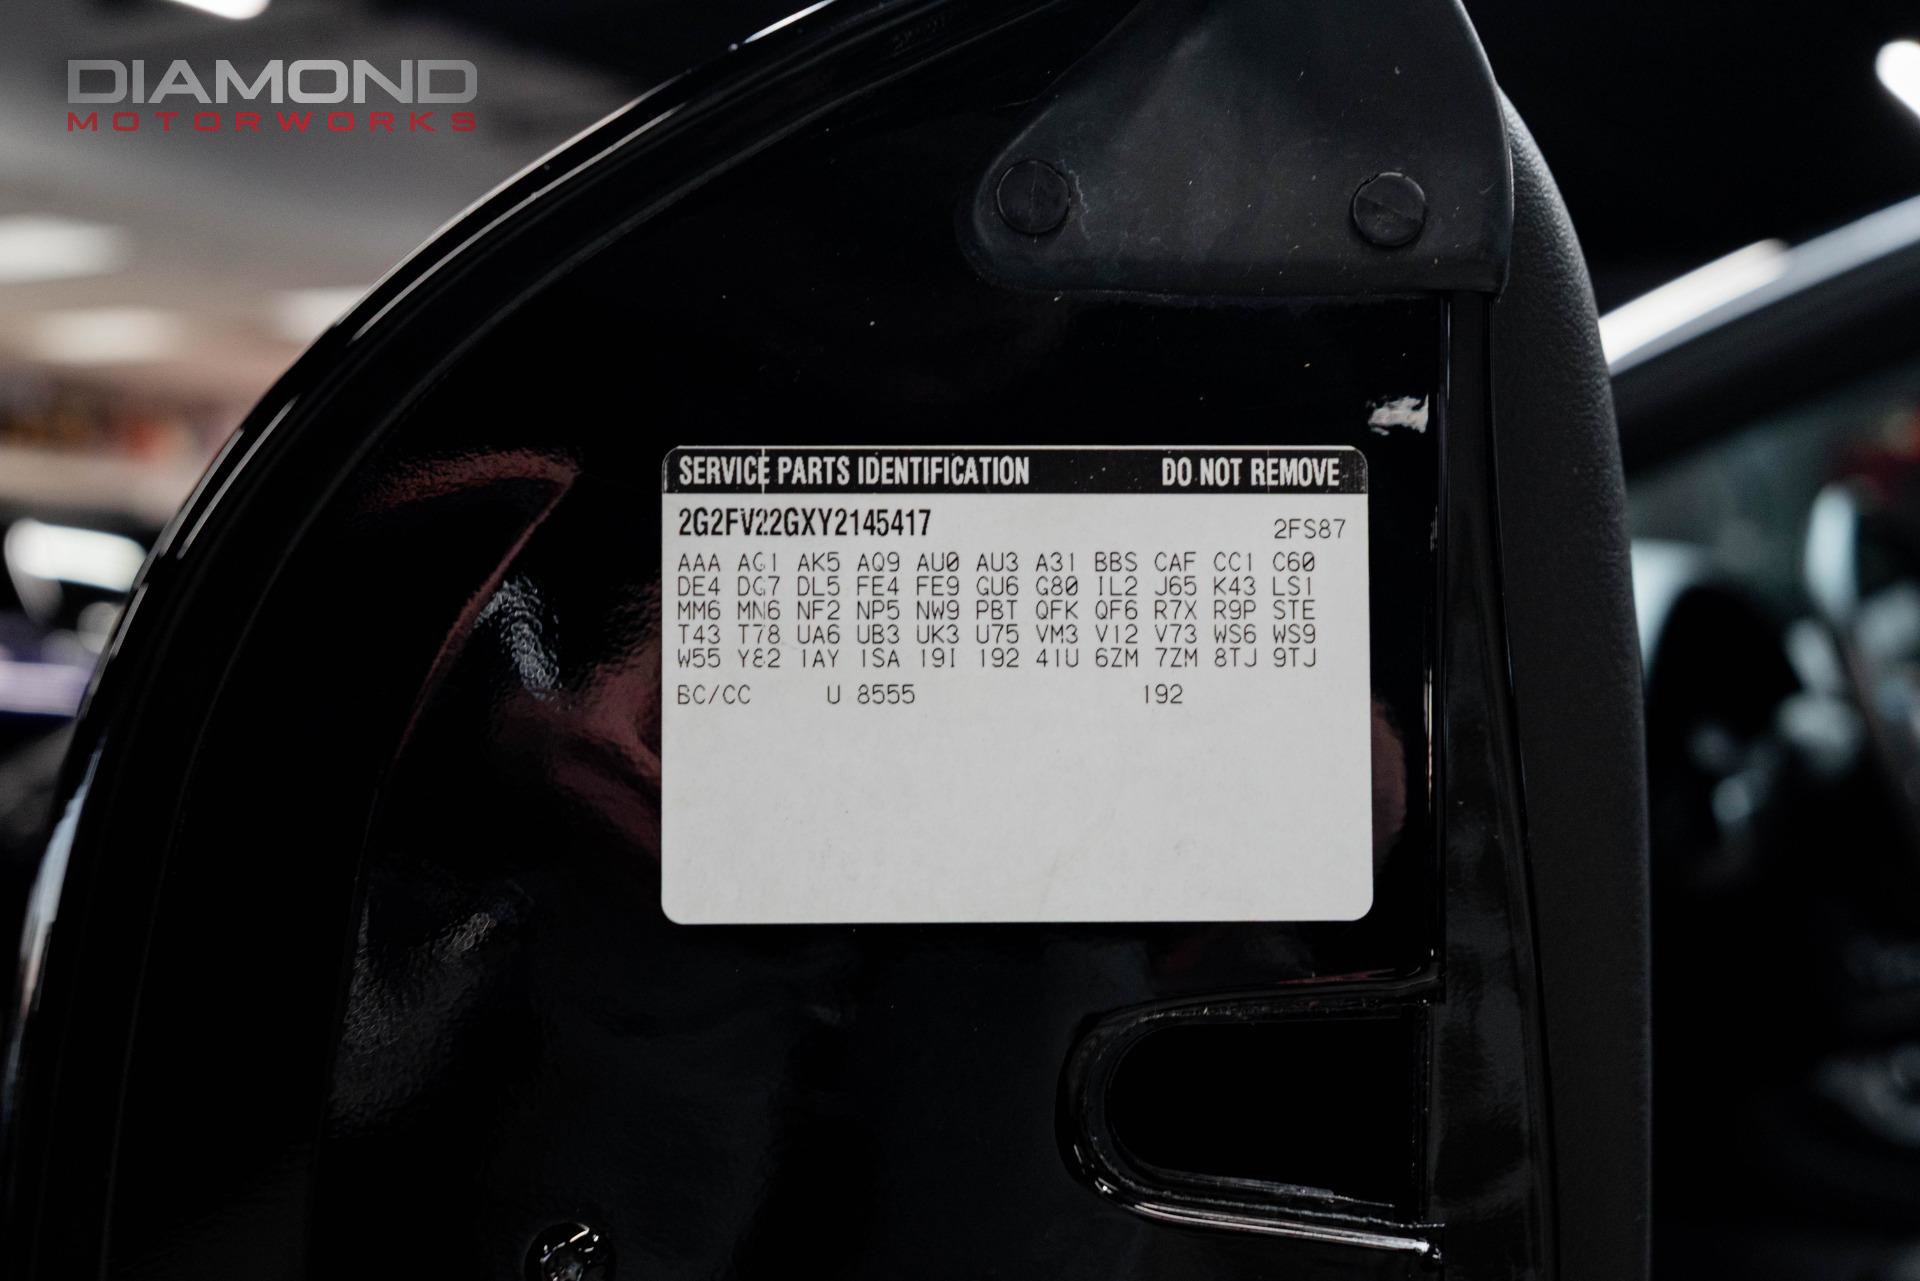 DIAMOND
MOTORWORKS
SERVICE PARTS IDENTIFICATION DO NOT REMOVE
2G2FV22GXY2145417 2FS87
AAA AG1 AK5 AQ9 AU0 AU3 A31 BBS CAF CC1 C60
DE4 DG7 DL5 FE4 FE9 GU6 G80 IL2 J65 K43 LS1
MM6 MN6 NF2 NP5 NW9 PBT QFK QF6 R7X R9P STE
T43 T78 UA6 UB3 UK3 U75 VM3 V12 V73 WS6 WS9
W55 Y82 1AY 1SA 19I 192 41U 6ZM 7ZM 8TJ 9TJ
BC/CC U 8555 192